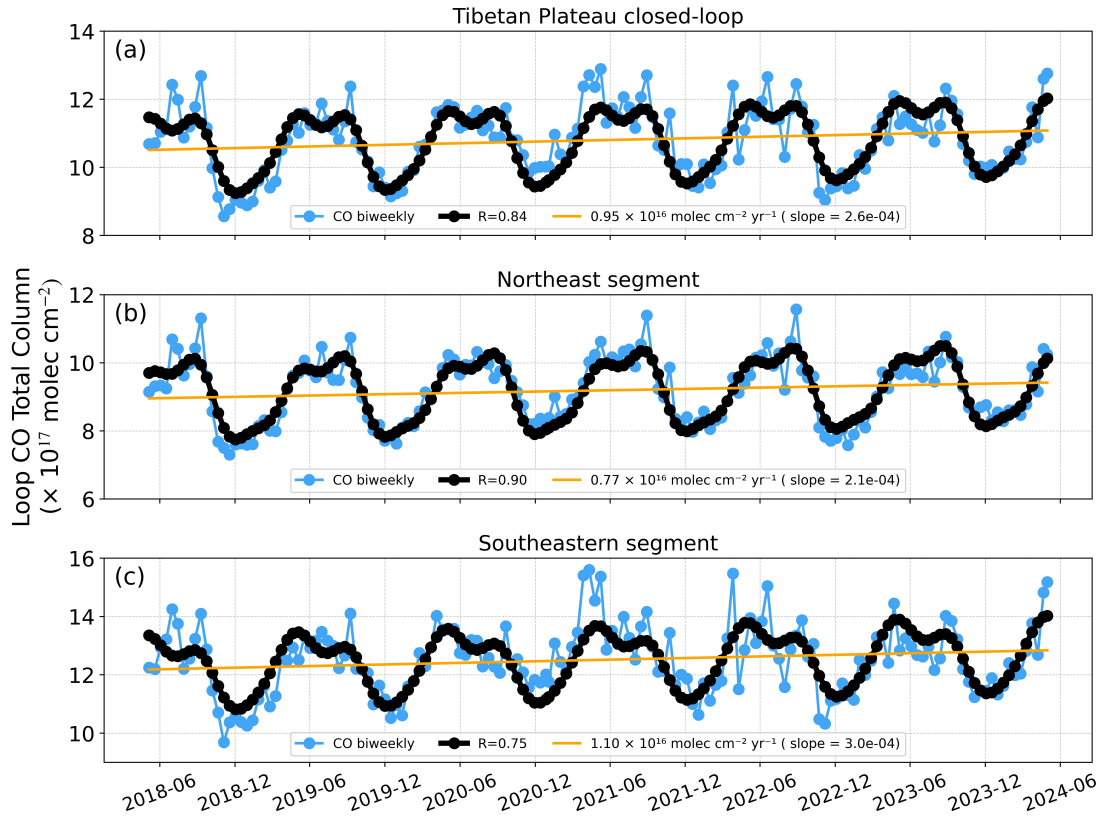 Tibetan Plateau closed-loop
(a)
14
12
10
8
CO biweekly R=0.84 0.95 × 10¹⁶ molec cm⁻² yr⁻¹ ( slope = 2.6e-04)
Loop CO Total Column
(× 10¹⁷ molec cm⁻²)
Northeast segment
(b)
12
10
8
6
CO biweekly R=0.90 0.77 × 10¹⁶ molec cm⁻² yr⁻¹ ( slope = 2.1e-04)
Southeastern segment
(c)
16
14
12
10
CO biweekly R=0.75 1.10 × 10¹⁶ molec cm⁻² yr⁻¹ ( slope = 3.0e-04)
2018-06 2018-12 2019-06 2019-12 2020-06 2020-12 2021-06 2021-12 2022-06 2022-12 2023-06 2023-12 2024-06